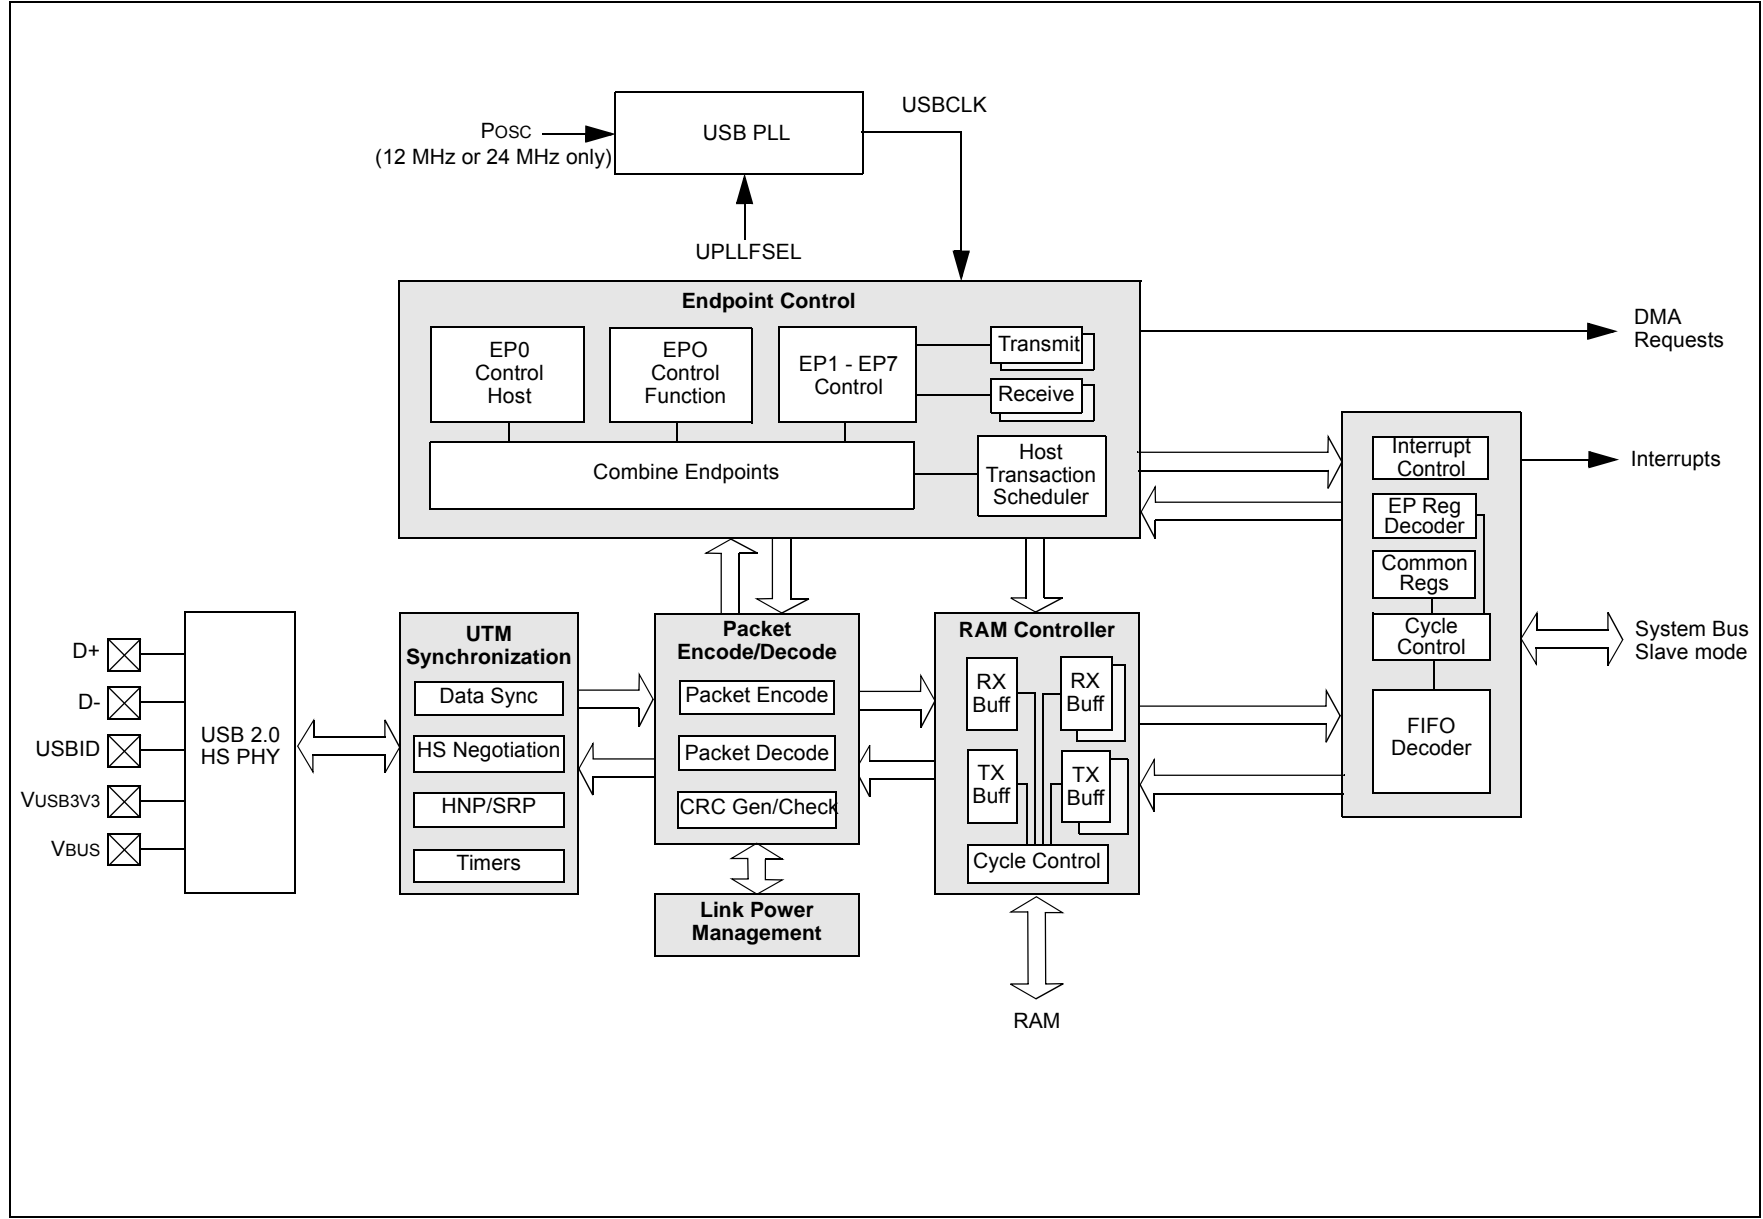 USBCLK
POSC
(12 MHz or 24 MHz only)
USB PLL
UPLLFSEL
Endpoint Control
EP0
Control
Host
EPO
Control
Function
EP1 - EP7
Control
Transmit
Receive
Combine Endpoints
Host
Transaction
Scheduler
DMA
Requests
Interrupt
Control
Interrupts
EP Reg
Decoder
Common
Regs
Cycle
Control
FIFO
Decoder
System Bus
Slave mode
D+
D-
USBID
VUSB3V3
VBUS
USB 2.0
HS PHY
UTM
Synchronization
Data Sync
HS Negotiation
HNP/SRP
Timers
Packet
Encode/Decode
Packet Encode
Packet Decode
CRC Gen/Check
Link Power
Management
RAM Controller
RX
Buff
RX
Buff
TX
Buff
TX
Buff
Cycle Control
RAM